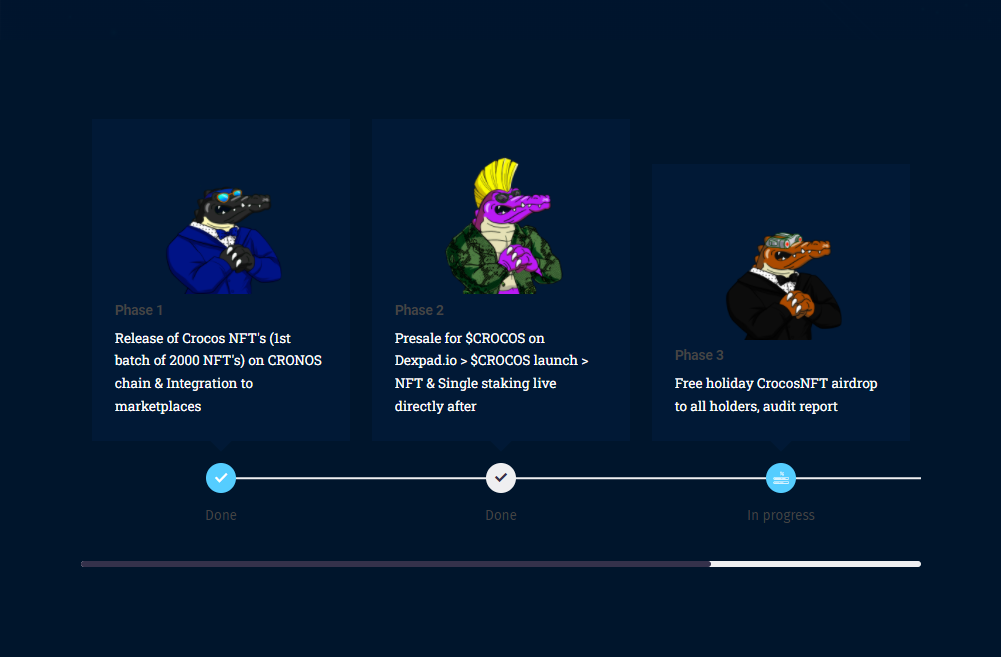 Phase 1
Release of Crocos NFT's (1st
batch of 2000 NFT's) on CRONOS
chain & Integration to
marketplaces
Done
Phase 2
Presale for $CROCOS on
Dexpad.io > $CROCOS launch >
NFT & Single staking live
directly after
Done
Phase 3
Free holiday CrocosNFT airdrop
to all holders, audit report
In progress